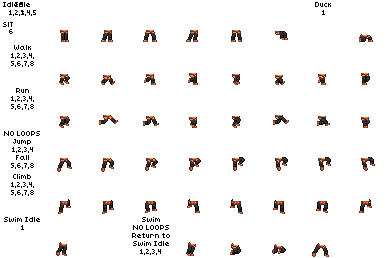 Idle
1,2,3,4,5
Duck
1
SIT
6
Walk
1,2,3,4,
5,6,7,8
Run
1,2,3,4,
5,6,7,8
NO LOOPS
Jump
1,2,3,4
Fall
5,6,7,8
Climb
1,2,3,4,
5,6,7,8
Swim Idle
1
Swim
NO LOOPS
Return to
Swim Idle
1,2,3,4